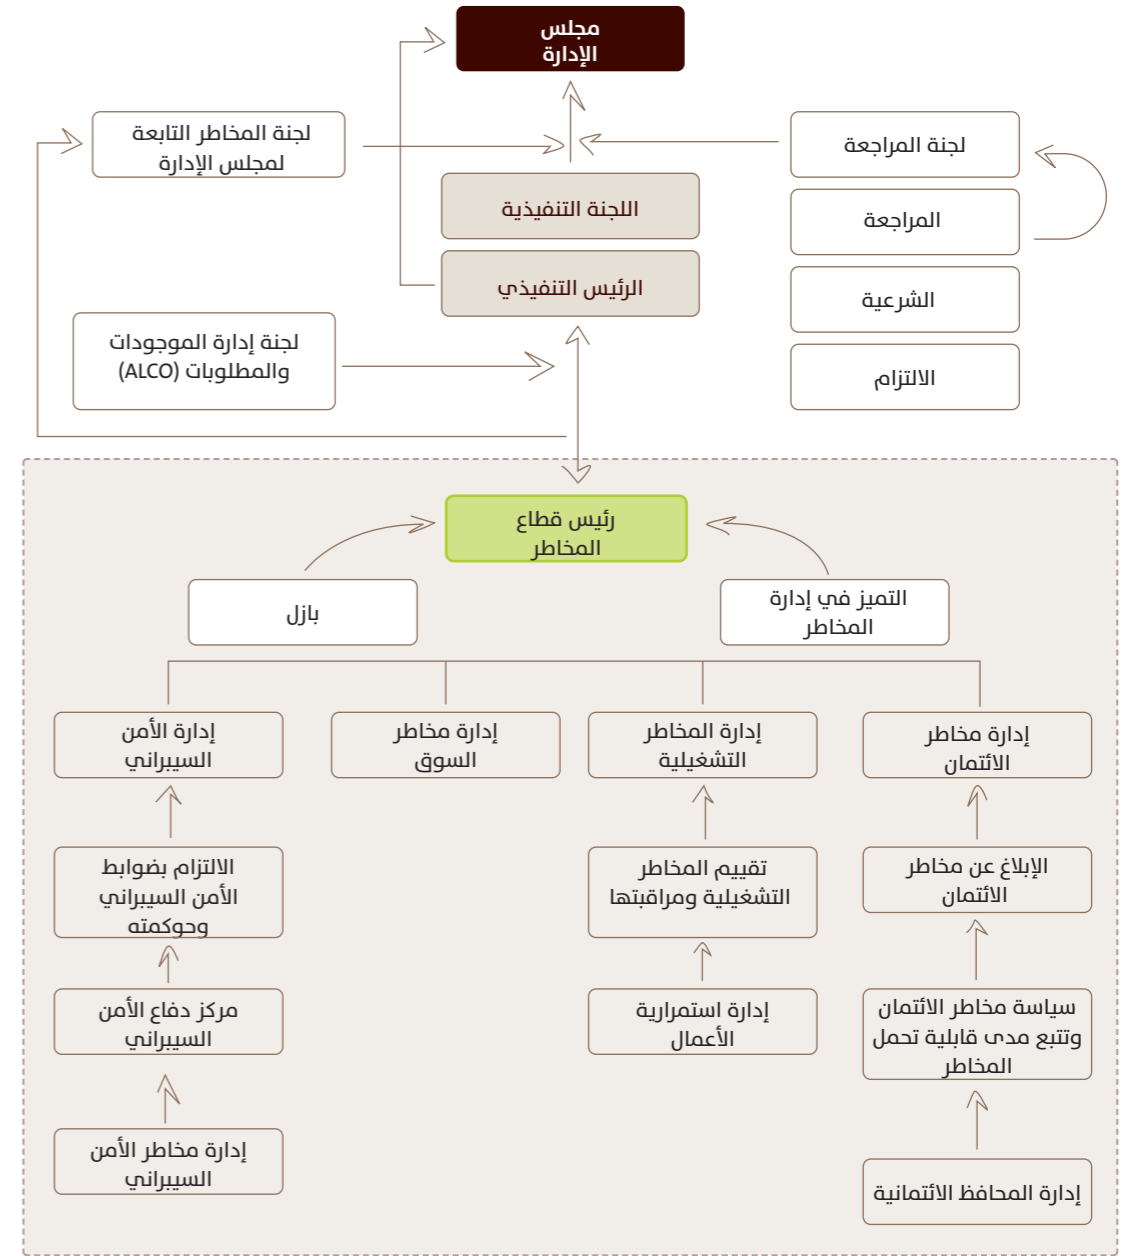 مجلس
الإدارة
لجنة المراجعة
لجنة المخاطر التابعة
لمجلس الإدارة
اللجنة التنفيذية
المراجعة
الرئيس التنفيذي
الشرعية
لجنة إدارة الموجودات
والمطلوبات (ALCO)
الالتزام
رئيس قطاع
المخاطر
التميز في إدارة
المخاطر
بازل
إدارة مخاطر
الائتمان
إدارة المخاطر
التشغيلية
إدارة مخاطر
السوق
إدارة الأمن
السيبراني
الإبلاغ عن مخاطر
الائتمان
تقييم المخاطر
التشغيلية ومراقبتها
الالتزام بضوابط
الأمن السيبراني
وحوكمته
سياسة مخاطر الائتمان
وتتبع مدى قابلية تحمل
المخاطر
إدارة استمرارية
الأعمال
مركز دفاع الأمن
السيبراني
إدارة المحافظ الائتمانية
إدارة مخاطر الأمن
السيبراني